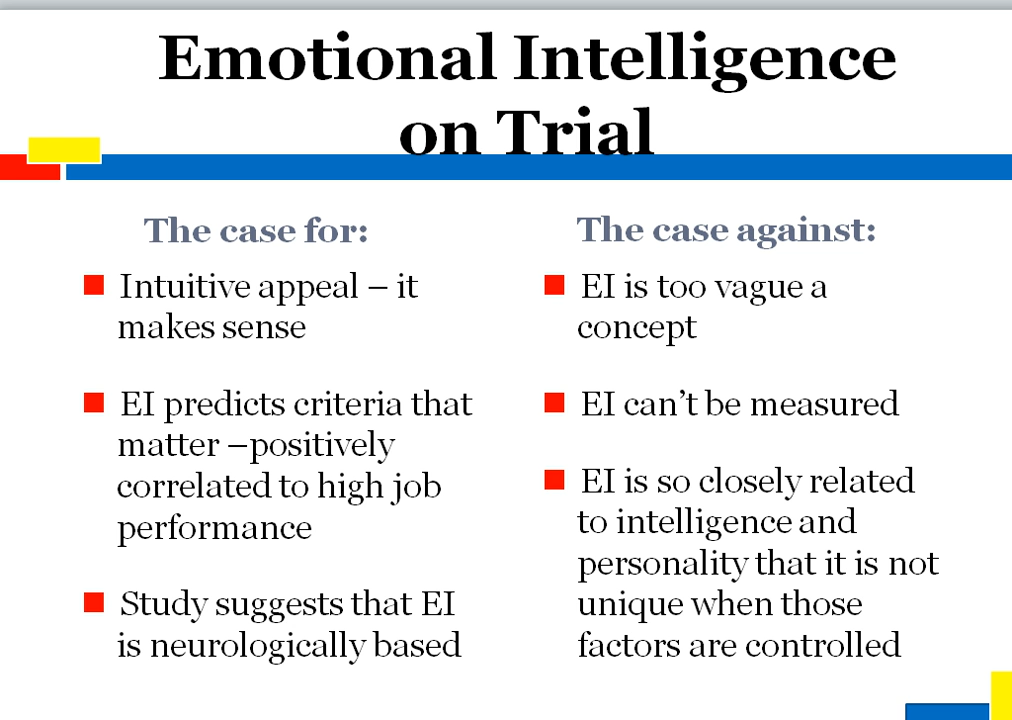 Emotional Intelligence
on Trial
The case for:
Intuitive appeal – it
makes sense
EI predicts criteria that
matter –positively
correlated to high job
performance
Study suggests that EI
is neurologically based
The case against:
EI is too vague a
concept
EI can't be measured
EI is so closely related
to intelligence and
personality that it is not
unique when those
factors are controlled